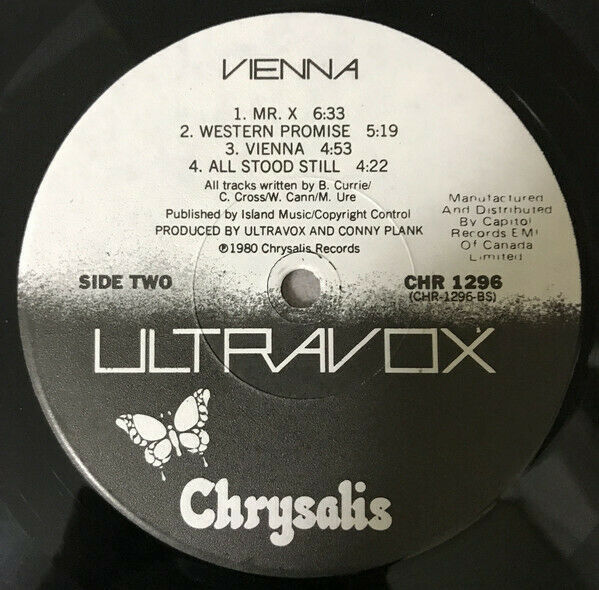 VIENNA
1. MR. X 6:33
2. WESTERN PROMISE 5:19
3. VIENNA 4:53
4. ALL STOOD STILL 4:22
All tracks written by B. Currie/
C. Cross/W. Cann/M. Ure
Published by Island Music/Copyright Control
PRODUCED BY ULTRAVOX AND CONNY PLANK
℗1980 Chrysalis Records
Manufactured
And Distributed
By Capitol
Records EMI
Of Canada
Limited
SIDE TWO
CHR 1296
(CHR-1296-BS)
ULTRAVOX
Chrysalis